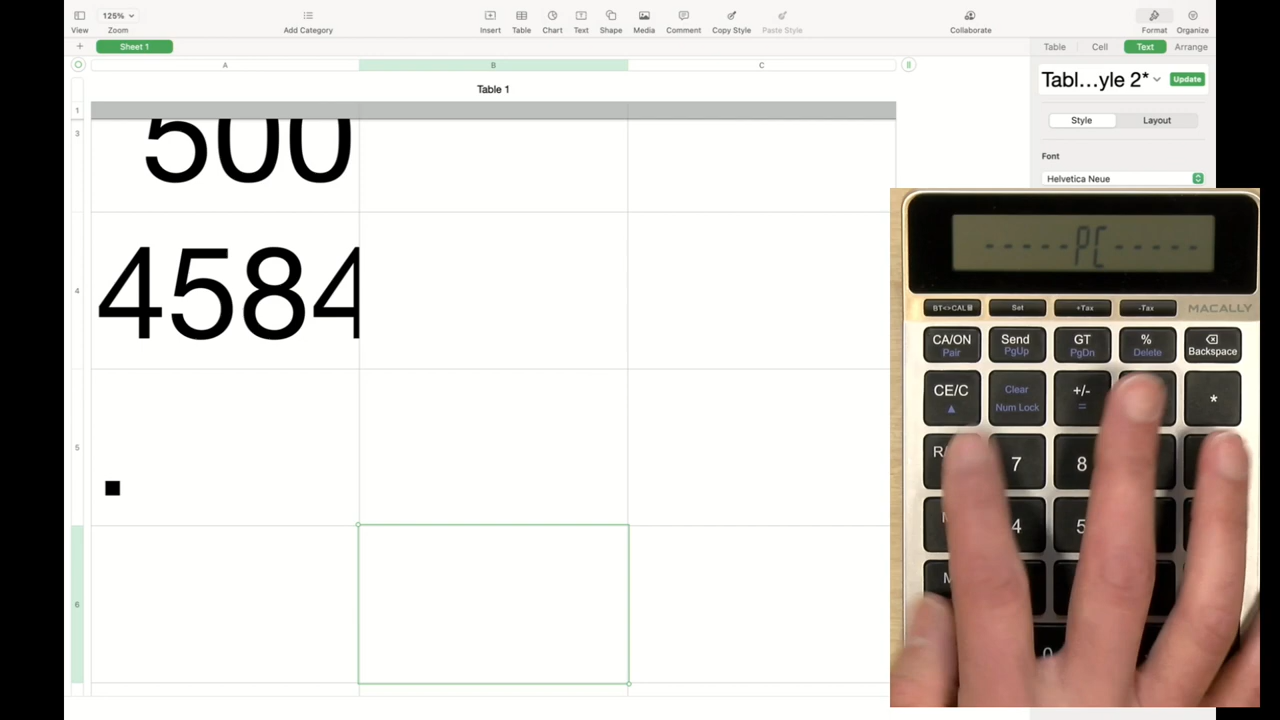 125%
View
Zoom
Add Category
Insert
Table
Chart
Text
Shape
Media
Comment
Copy Style
Paste Style
Collaborate
Format
Organize
+
Sheet 1
Table
Cell
Text
Arrange
A
B
C
Table 1
Tabl...yle 2*
Update
Style
Layout
Font
Helvetica Neue
1
3
500
4
4584
5
.
6
-----PC-----
BT<>CAL
Set
+Tax
-Tax
MACALLY
CA/ON
Pair
Send
PgUp
GT
PgDn
%
Delete
Backspace
CE/C
▲
Clear
Num Lock
+/-
=
*
7
8
4
5
0